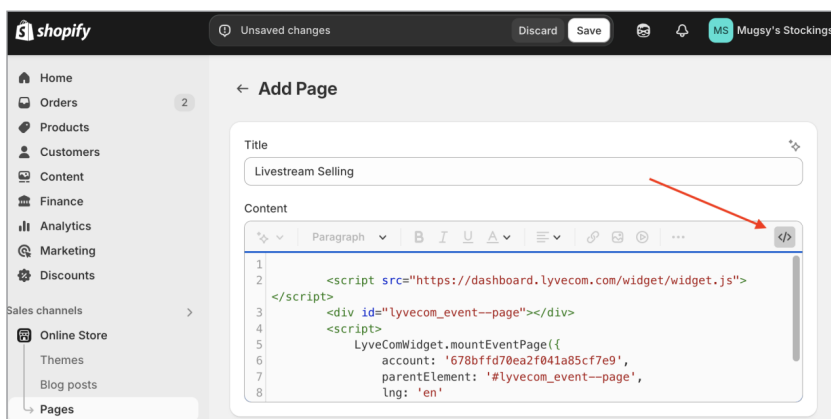 shopify
Unsaved changes
Discard
Save
MS
Mugsy's Stockings
Home
Orders
2
Products
Customers
Content
Finance
Analytics
Marketing
Discounts
Sales channels
Online Store
Themes
Blog posts
Pages
← Add Page
Title
Livestream Selling
Content
Paragraph
B I U A
</>
1
2 <script src="https://dashboard.lyvecom.com/widget/widget.js">
</script>
3 <div id="lyvecom_event--page"></div>
4 <script>
5 LyveComWidget.mountEventPage({
6 account: '678bffd70ea2f041a85cf7e9',
7 parentElement: '#lyvecom_event--page',
8 lng: 'en'